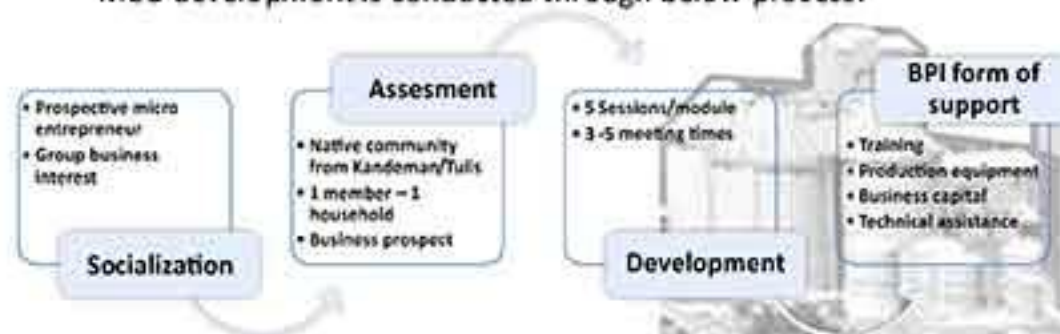 development is conducted through below process:
• Prospective micro
entrepreneur
• Group business
interest
Socialization
Assesment
• Native community
from Kandeman/Tulis
• 1 member – 1
household
• Business prospect
• 5 Sessions/module
• 3 -5 meeting times
Development
BPI form of
support
• Training
• Production equipment
• Business capital
• Technical assistance